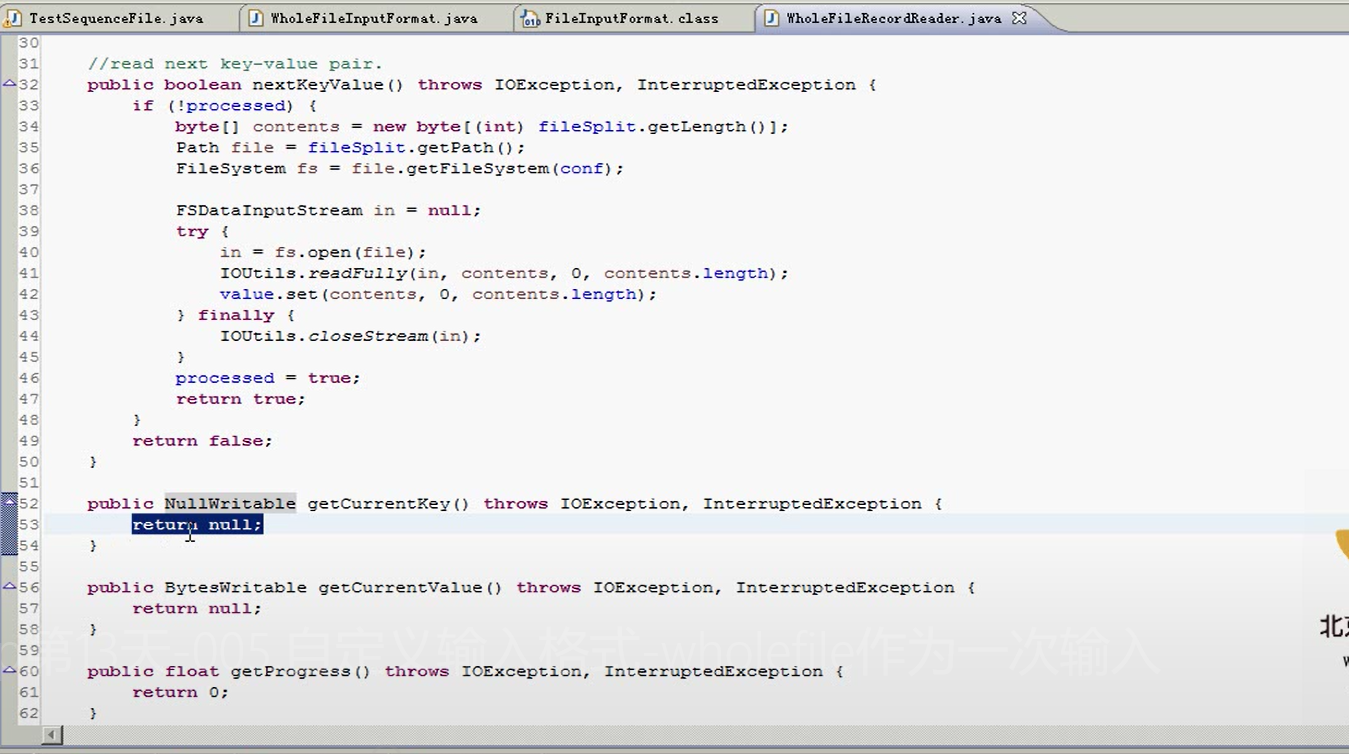 TestSequenceFile.java WholeFileInputFormat.java FileInputFormat.class WholeFileRecordReader.java
30
31 //read next key-value pair.
32 public boolean nextKeyValue() throws IOException, InterruptedException {
33 if (!processed) {
34 byte[] contents = new byte[(int) fileSplit.getLength()];
35 Path file = fileSplit.getPath();
36 FileSystem fs = file.getFileSystem(conf);
37
38 FSDataInputStream in = null;
39 try {
40 in = fs.open(file);
41 IOUtils.readFully(in, contents, 0, contents.length);
42 value.set(contents, 0, contents.length);
43 } finally {
44 IOUtils.closeStream(in);
45 }
46 processed = true;
47 return true;
48 }
49 return false;
50 }
51
52 public NullWritable getCurrentKey() throws IOException, InterruptedException {
53 return null;
54 }
55
56 public BytesWritable getCurrentValue() throws IOException, InterruptedException {
57 return null;
58 }
第13天-005.自定义输入格式-wholefile作为一次输入
59
60 public float getProgress() throws IOException, InterruptedException {
61 return 0;
62 }